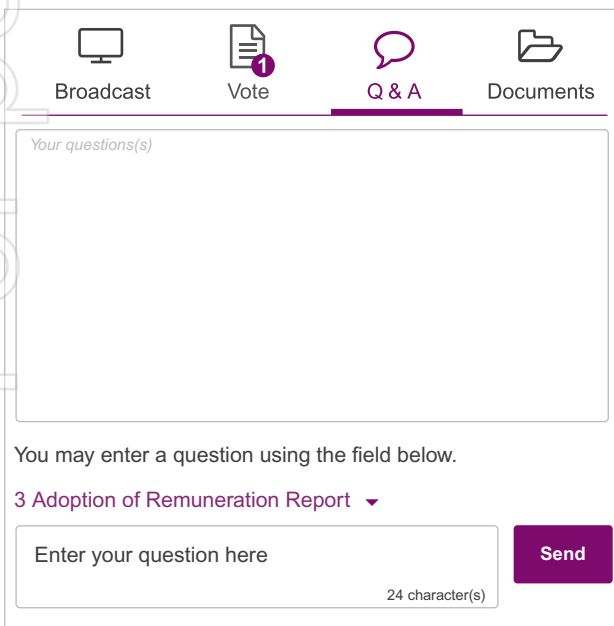 1
Broadcast Vote Q & A Documents
Your questions(s)
You may enter a question using the field below.
3 Adoption of Remuneration Report
Enter your question here
Send
24 character(s)